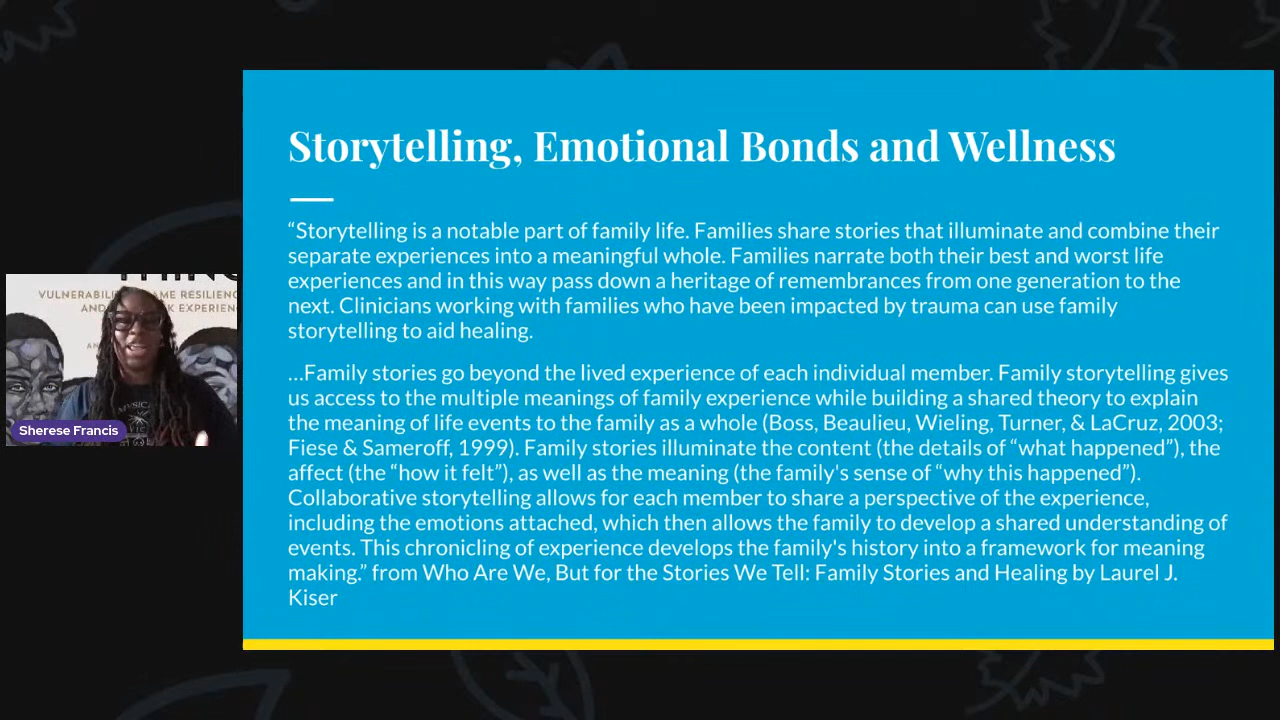 Storytelling, Emotional Bonds and Wellness
“Storytelling is a notable part of family life. Families share stories that illuminate and combine their
separate experiences into a meaningful whole. Families narrate both their best and worst life
experiences and in this way pass down a heritage of remembrances from one generation to the
next. Clinicians working with families who have been impacted by trauma can use family
storytelling to aid healing.
...Family stories go beyond the lived experience of each individual member. Family storytelling gives
us access to the multiple meanings of family experience while building a shared theory to explain
the meaning of life events to the family as a whole (Boss, Beaulieu, Wieling, Turner, & LaCruz, 2003;
Fiese & Sameroff, 1999). Family stories illuminate the content (the details of “what happened”), the
affect (the “how it felt”), as well as the meaning (the family's sense of “why this happened”).
Collaborative storytelling allows for each member to share a perspective of the experience,
including the emotions attached, which then allows the family to develop a shared understanding of
events. This chronicling of experience develops the family's history into a framework for meaning
making.” from Who Are We, But for the Stories We Tell: Family Stories and Healing by Laurel J.
Kiser
Sherese Francis